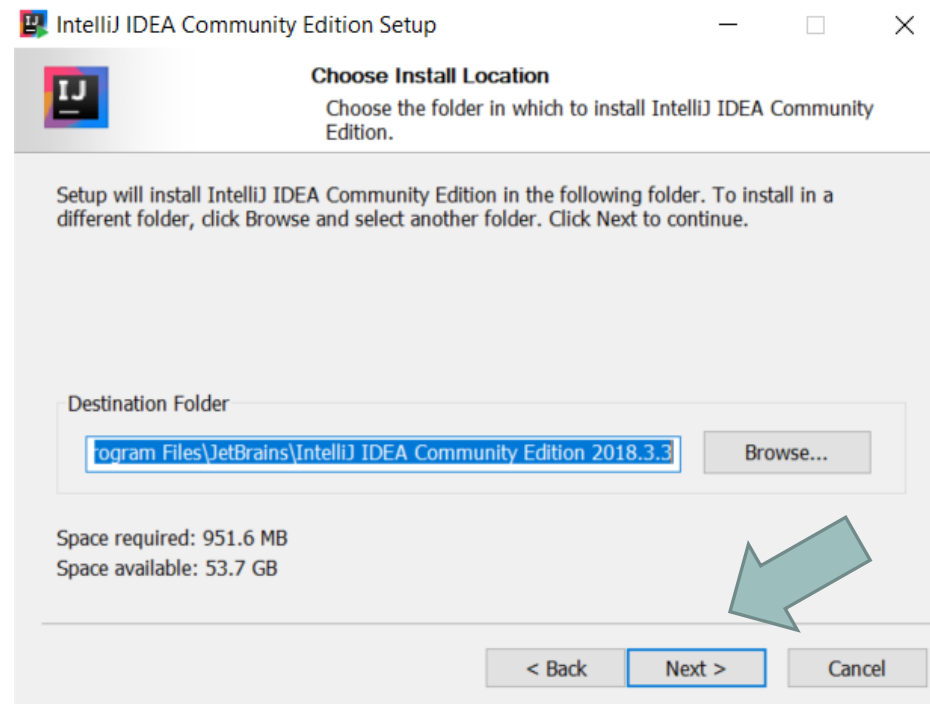 IntelliJ IDEA Community Edition Setup
IJ
Choose Install Location
Choose the folder in which to install IntelliJ IDEA Community
Edition.
Setup will install IntelliJ IDEA Community Edition in the following folder. To install in a
different folder, click Browse and select another folder. Click Next to continue.
Destination Folder
rogram Files\JetBrains\IntelliJ IDEA Community Edition 2018.3.3
Browse...
Space required: 951.6 MB
Space available: 53.7 GB
< Back
Next >
Cancel